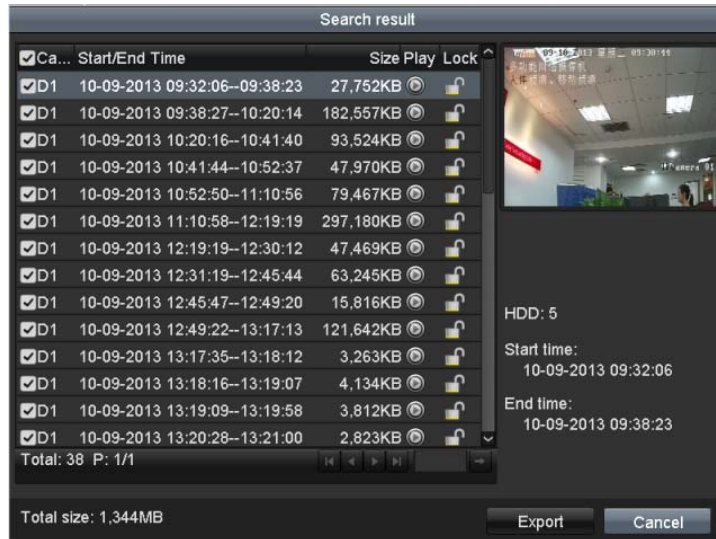 Search result
Ca... Start/End Time Size Play Lock
D1 10-09-2013 09:32:06--09:38:23 27,752KB
D1 10-09-2013 09:38:27--10:20:14 182,557KB
D1 10-09-2013 10:20:16--10:41:40 93,524KB
D1 10-09-2013 10:41:44--10:52:37 47,970KB
D1 10-09-2013 10:52:50--11:10:56 79,467KB
D1 10-09-2013 11:10:58--12:19:19 297,180KB
D1 10-09-2013 12:19:19--12:30:12 47,469KB
D1 10-09-2013 12:31:19--12:45:44 63,245KB
D1 10-09-2013 12:45:47--12:49:20 15,816KB
D1 10-09-2013 12:49:22--13:17:13 121,642KB
D1 10-09-2013 13:17:35--13:18:12 3,263KB
D1 10-09-2013 13:18:16--13:19:07 4,134KB
D1 10-09-2013 13:19:09--13:19:58 3,812KB
D1 10-09-2013 13:20:28--13:21:00 2,823KB
Total: 38 P: 1/1
Total size: 1,344MB
HDD: 5
Start time:
10-09-2013 09:32:06
End time:
10-09-2013 09:38:23
Export
Cancel